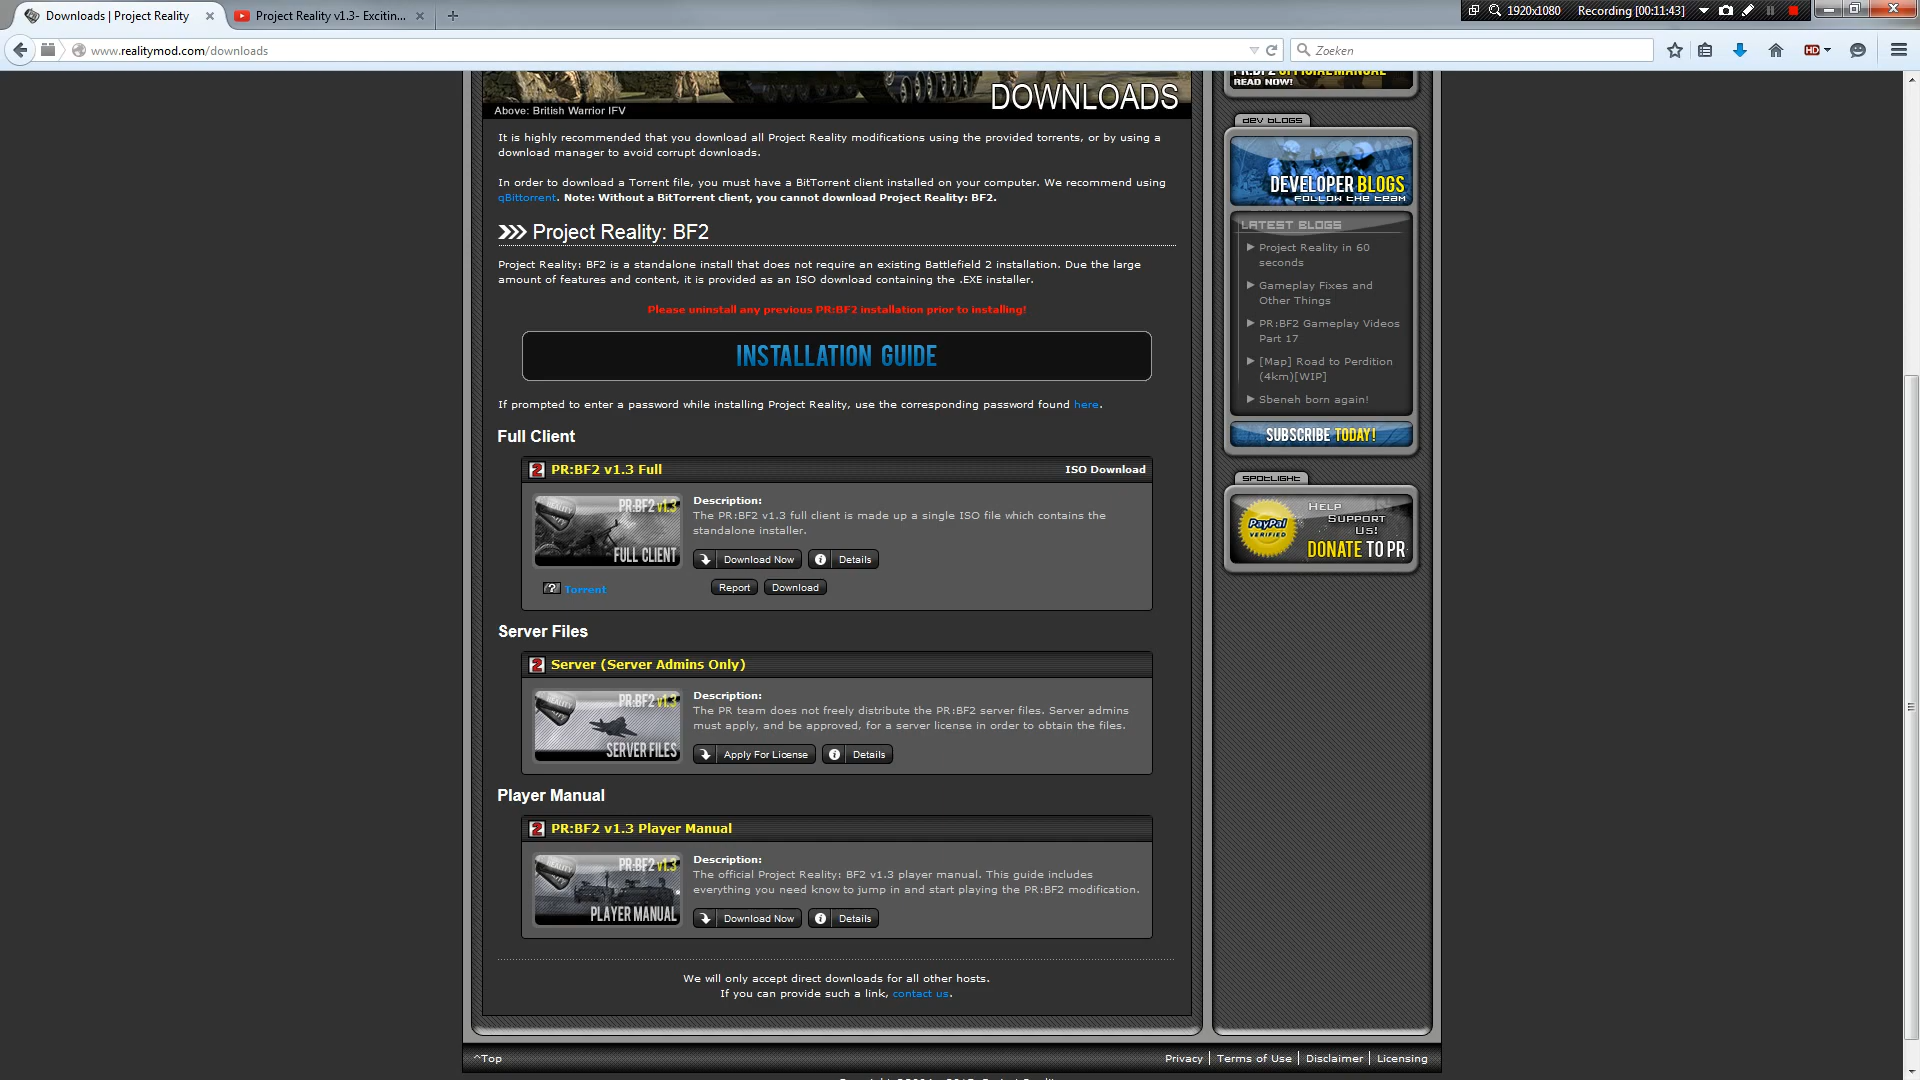 Downloads | Project Reality
Project Reality v1.3- Excitin...
1920x1080
Recording [00:11:43]
www.realitymod.com/downloads
Zoeken
HD
Above: British Warrior IFV
DOWNLOADS
It is highly recommended that you download all Project Reality modifications using the provided torrents, or by using a
download manager to avoid corrupt downloads.
In order to download a Torrent file, you must have a BitTorrent client installed on your computer. We recommend using
qBittorrent. Note: Without a BitTorrent client, you cannot download Project Reality: BF2.
Project Reality: BF2
Project Reality: BF2 is a standalone install that does not require an existing Battlefield 2 installation. Due the large
amount of features and content, it is provided as an ISO download containing the .EXE installer.
Please uninstall any previous PR:BF2 installation prior to installing!
INSTALLATION GUIDE
If prompted to enter a password while installing Project Reality, use the corresponding password found here.
Full Client
2 PR:BF2 v1.3 Full
ISO Download
PR:BF2 v1.3
FULL CLIENT
Description:
The PR:BF2 v1.3 full client is made up a single ISO file which contains the
standalone installer.
Download Now
Details
Torrent
Report
Download
Server Files
2 Server (Server Admins Only)
REALITY
PR:BF2 v1.3
SERVER FILES
Description:
The PR team does not freely distribute the PR:BF2 server files. Server admins
must apply, and be approved, for a server license in order to obtain the files.
Apply For License
Details
Player Manual
2 PR:BF2 v1.3 Player Manual
REALITY
PR:BF2 v1.3
PLAYER MANUAL
Description:
The official Project Reality: BF2 v1.3 player manual. This guide includes
everything you need know to jump in and start playing the PR:BF2 modification.
Download Now
Details
We will only accept direct downloads for all other hosts.
If you can provide such a link, contact us.
PR:BF2 OFFICIAL MANUAL
READ NOW!
DEV BLOGS
DEVELOPER BLOGS
FOLLOW THE TEAM
LATEST BLOGS
Project Reality in 60
seconds
Gameplay Fixes and
Other Things
PR:BF2 Gameplay Videos
Part 17
[Map] Road to Perdition
(4km)[WIP]
Sbeneh born again!
SUBSCRIBE TODAY!
SPOTLIGHT
PayPal
VERIFIED
HELP
SUPPORT
US!
DONATE TO PR
^Top
Privacy
Terms of Use
Disclaimer
Licensing